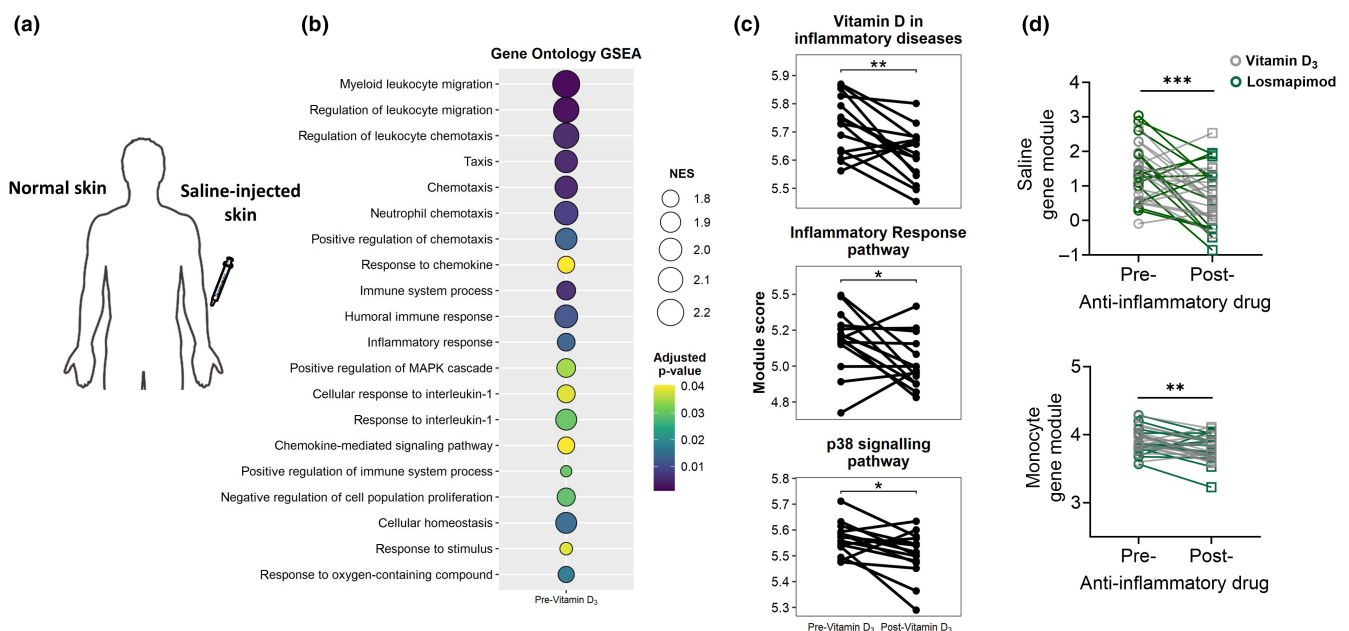 (a)
Normal skin
Saline-injected
skin
(b)
Gene Ontology GSEA
Myeloid leukocyte migration
Regulation of leukocyte migration
Regulation of leukocyte chemotaxis
Taxis
Chemotaxis
Neutrophil chemotaxis
Positive regulation of chemotaxis
Response to chemokine
Immune system process
Humoral immune response
Inflammatory response
Positive regulation of MAPK cascade
Cellular response to interleukin-1
Response to interleukin-1
Chemokine-mediated signaling pathway
Positive regulation of immune system process
Negative regulation of cell population proliferation
Cellular homeostasis
Response to stimulus
Response to oxygen-containing compound
Pre-Vitamin D3
NES
1.8
1.9
2.0
2.1
2.2
Adjusted
p-value
0.04
0.03
0.02
0.01
(c)
Vitamin D in
inflammatory diseases
**
5.9
5.8
5.7
5.6
5.5
Inflammatory Response
pathway
*
5.5
5.2
5.0
4.8
Module score
p38 signalling
pathway
*
5.8
5.7
5.6
5.5
5.4
5.3
Pre-Vitamin D3 Post-Vitamin D3
(d)
Vitamin D3
Losmapimod
***
4
3
2
1
0
−1
Saline
gene module
Pre- Post-
Anti-inflammatory drug
**
5
4
3
Monocyte
gene module
Pre- Post-
Anti-inflammatory drug